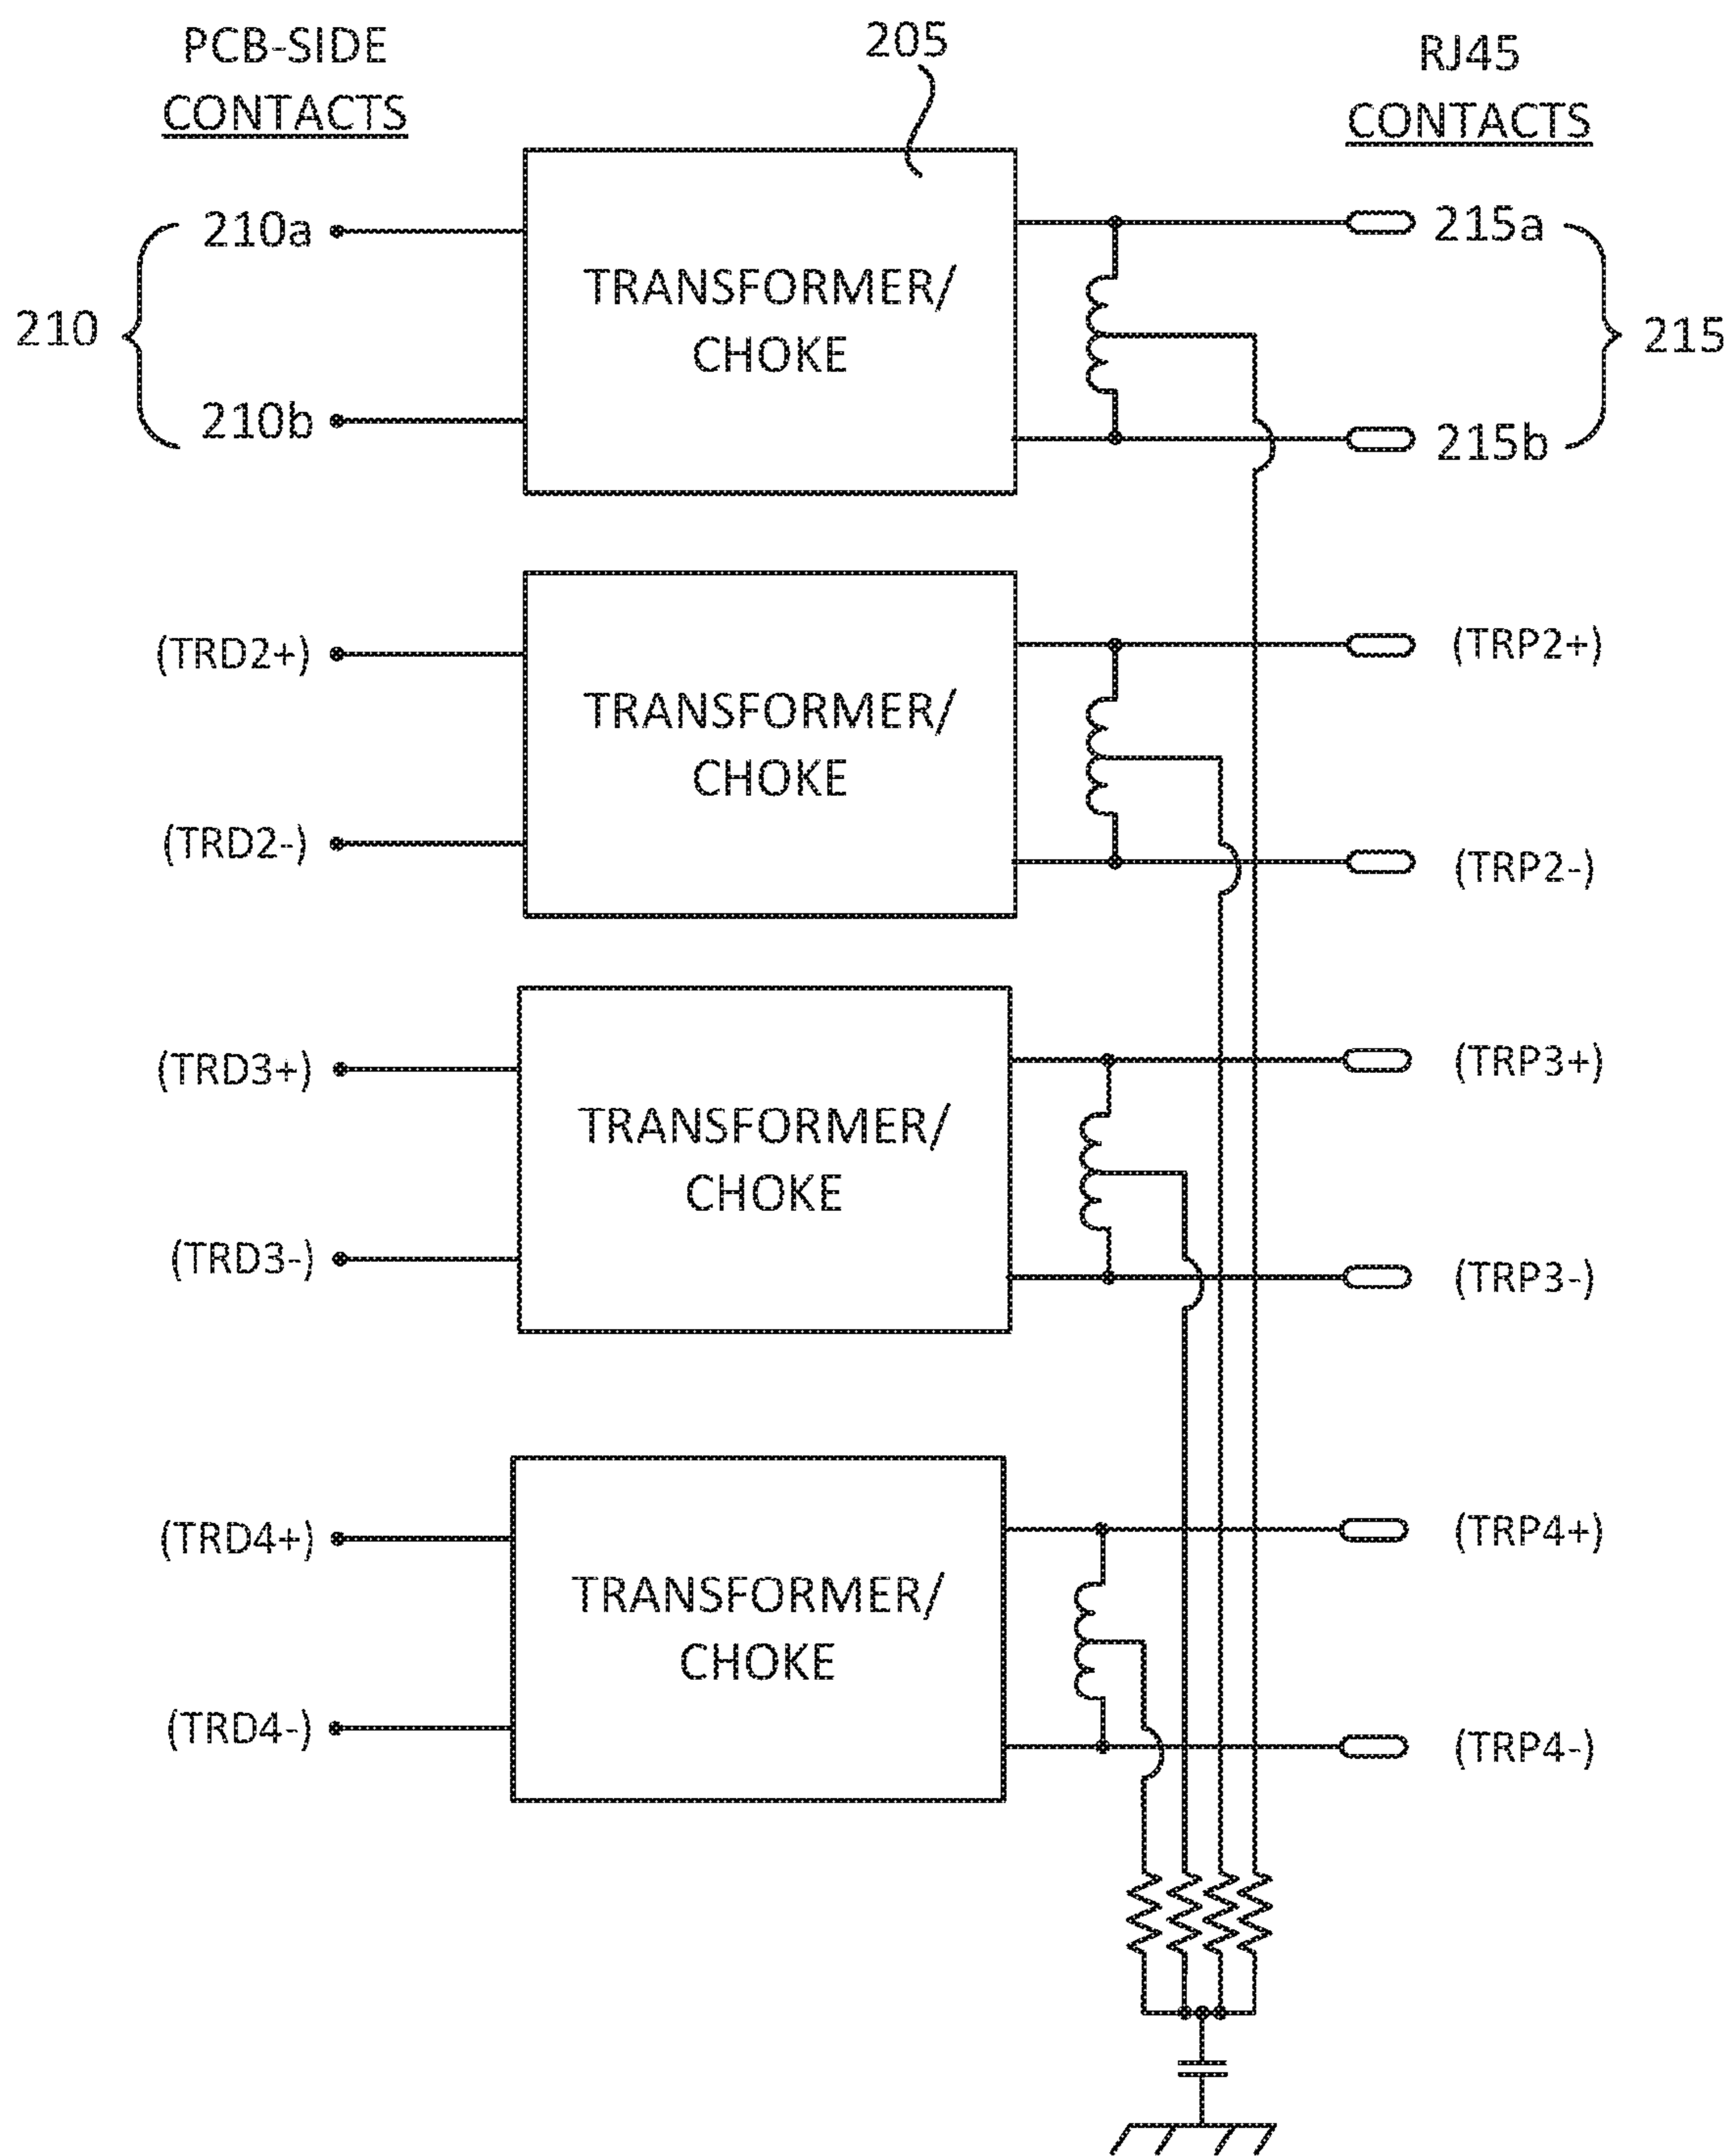 PCB-SIDE
CONTACTS
205
RJ45
CONTACTS
210a
215a
TRANSFORMER/
CHOKE
210
215
210b
215b
(TRD2+)
(TRP2+)
TRANSFORMER/
CHOKE
(TRD2-)
(TRP2-)
(TRD3+)
(TRP3+)
TRANSFORMER/
CHOKE
(TRD3-)
(TRP3-)
(TRD4+)
(TRP4+)
TRANSFORMER/
CHOKE
(TRD4-)
(TRP4-)